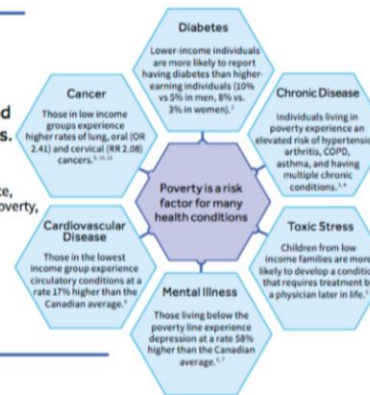 d
s.
ce,
overty,
Diabetes
Lower-income individuals
are more likely to report
having diabetes than higher-
earning individuals (10%
vs 5% in men, 8% vs.
3% in women).
Cancer
Those in low income
groups experience
higher rates of lung, oral (OR
2.41) and cervical (RR 2.08)
cancers.
Chronic Disease
Individuals living in
poverty experience an
elevated risk of hypertensi
arthritis, COPD,
asthma, and having
multiple chronic
conditions.
Poverty is a risk
factor for many
health conditions
Cardiovascular
Disease
Those in the lowest
income group experience
circulatory conditions at a
rate 17% higher than the
Canadian average.
Toxic Stress
Children from low
income families are more
likely to develop a conditio
that requires treatment b
a physician later in life.
Mental Illness
Those living below the
poverty line experience
depression at a rate 58%
higher than the Canadian
average.